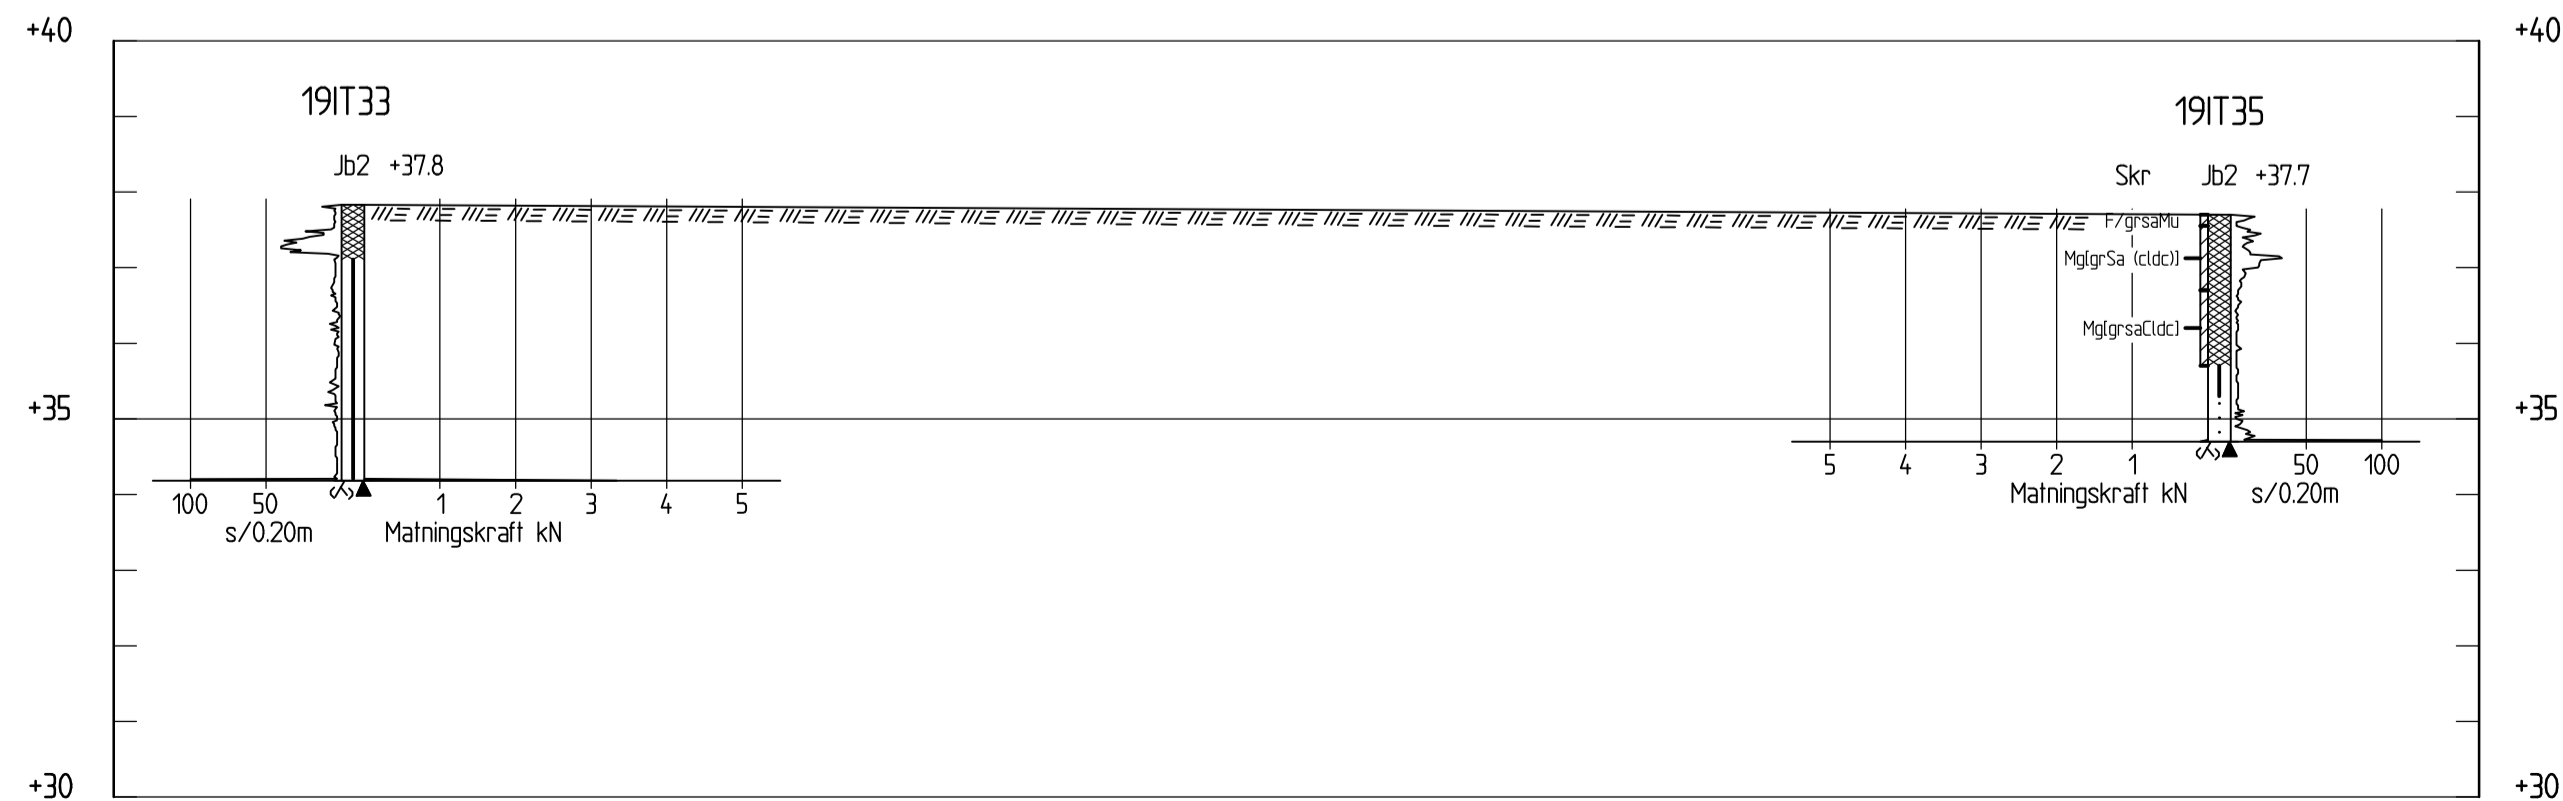 +40 +40
19IT33 19IT35
Jb2 +37.8 Skr Jb2 +37.7
F/grsaMu
Mg[grSa (cldc)]
Mg[grsaCldc]
+35 +35
5 4 3 2 1 50 100
Matningskraft kN s/0.20m
100 50 1 2 3 4 5
s/0.20m Matningskraft kN
+30 +30